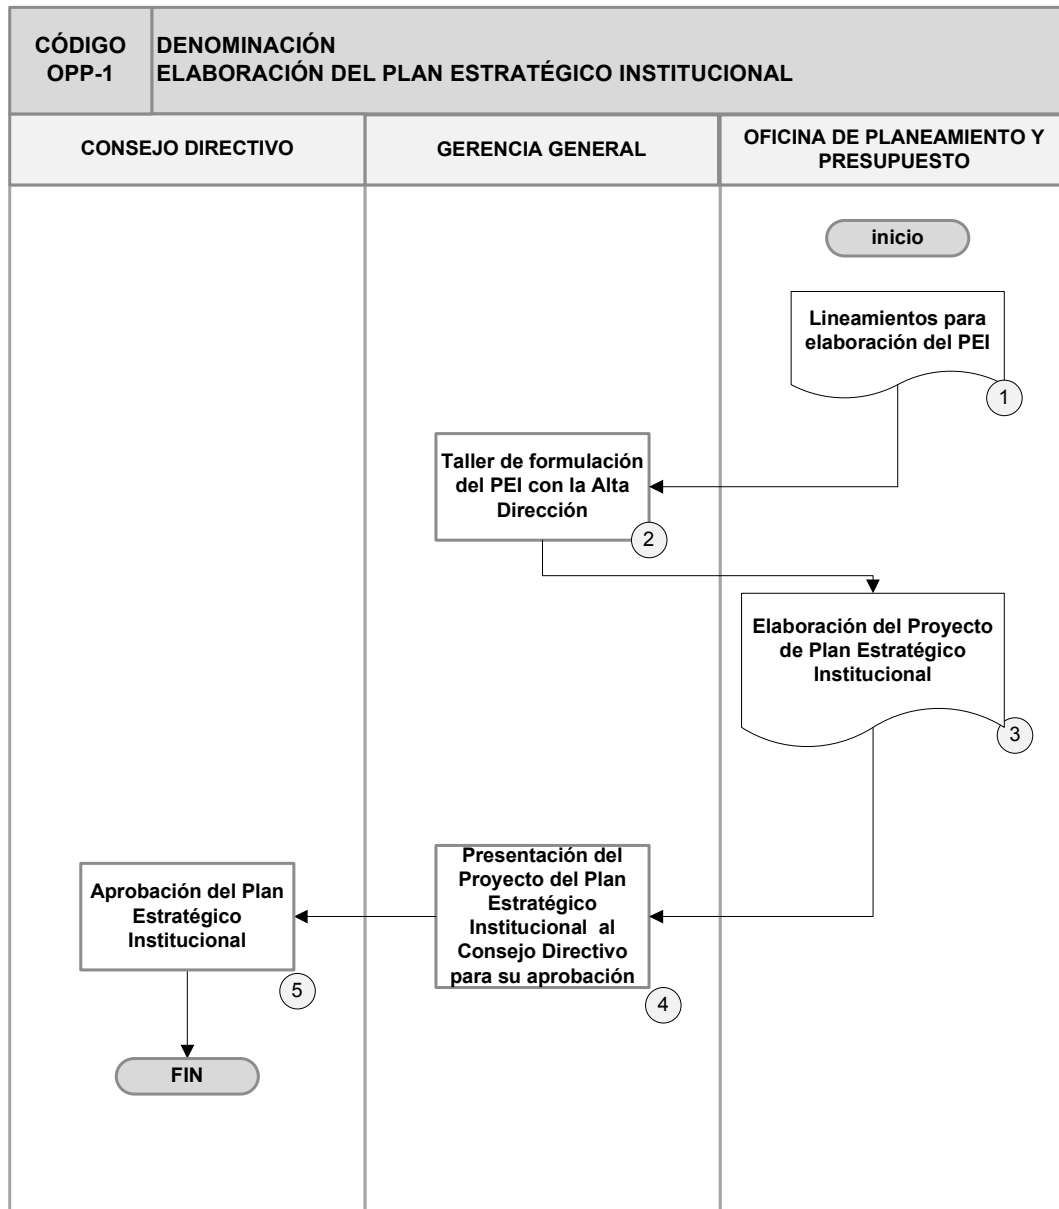 CÓDIGO
OPP-1
DENOMINACIÓN
ELABORACIÓN DEL PLAN ESTRATÉGICO INSTITUCIONAL
CONSEJO DIRECTIVO
GERENCIA GENERAL
OFICINA DE PLANEAMIENTO Y
PRESUPUESTO
inicio
Lineamientos para
elaboración del PEI
1
Taller de formulación
del PEI con la Alta
Dirección
2
Elaboración del Proyecto
de Plan Estratégico
Institucional
3
Presentación del
Proyecto del Plan
Estratégico
Institucional al
Consejo Directivo
para su aprobación
4
Aprobación del Plan
Estratégico
Institucional
5
FIN